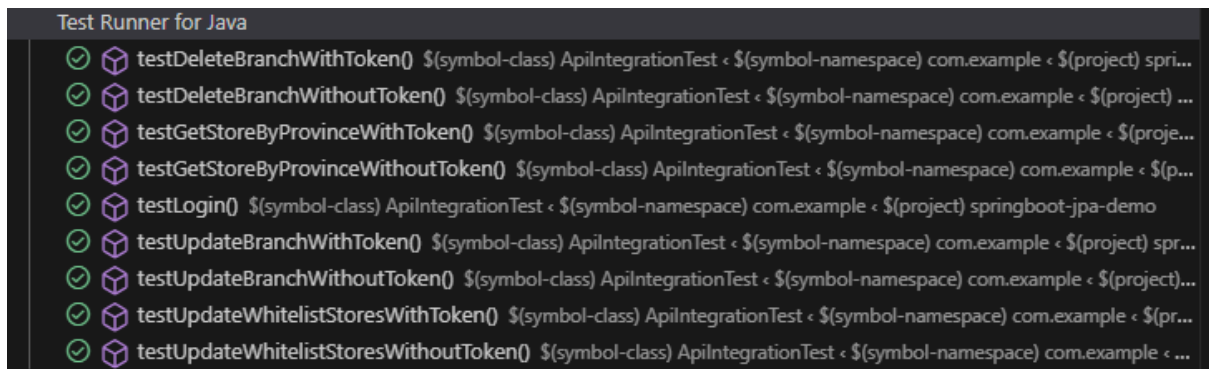 Test Runner for Java
testDeleteBranchWithToken() $(symbol-class) ApiIntegrationTest ‹ $(symbol-namespace) com.example ‹ $(project) spri...
testDeleteBranchWithoutToken() $(symbol-class) ApiIntegrationTest ‹ $(symbol-namespace) com.example ‹ $(project) ...
testGetStoreByProvinceWithToken() $(symbol-class) ApiIntegrationTest ‹ $(symbol-namespace) com.example ‹ $(proje...
testGetStoreByProvinceWithoutToken() $(symbol-class) ApiIntegrationTest ‹ $(symbol-namespace) com.example ‹ $(p...
testLogin() $(symbol-class) ApiIntegrationTest ‹ $(symbol-namespace) com.example ‹ $(project) springboot-jpa-demo
testUpdateBranchWithToken() $(symbol-class) ApiIntegrationTest ‹ $(symbol-namespace) com.example ‹ $(project) spr...
testUpdateBranchWithoutToken() $(symbol-class) ApiIntegrationTest ‹ $(symbol-namespace) com.example ‹ $(project)...
testUpdateWhitelistStoresWithToken() $(symbol-class) ApiIntegrationTest ‹ $(symbol-namespace) com.example ‹ $(pr...
testUpdateWhitelistStoresWithoutToken() $(symbol-class) ApiIntegrationTest ‹ $(symbol-namespace) com.example ‹ ...